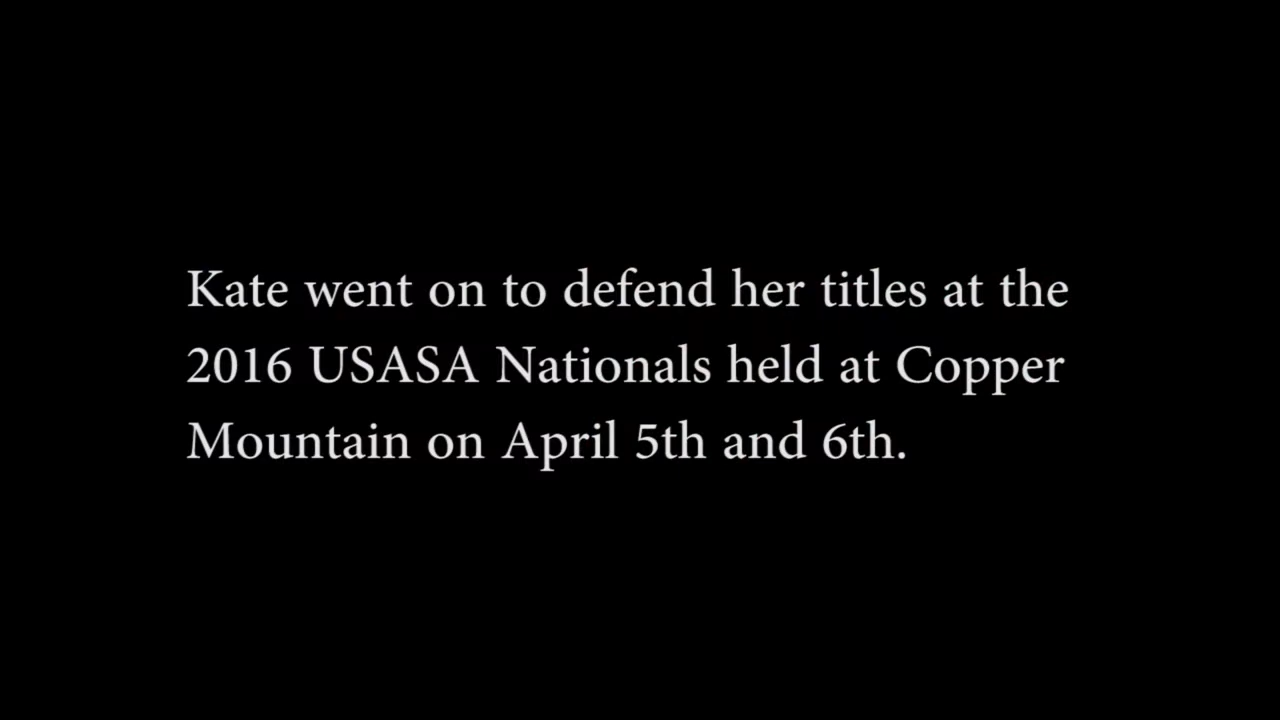 Kate went on to defend her titles at the
2016 USASA Nationals held at Copper
Mountain on April 5th and 6th.